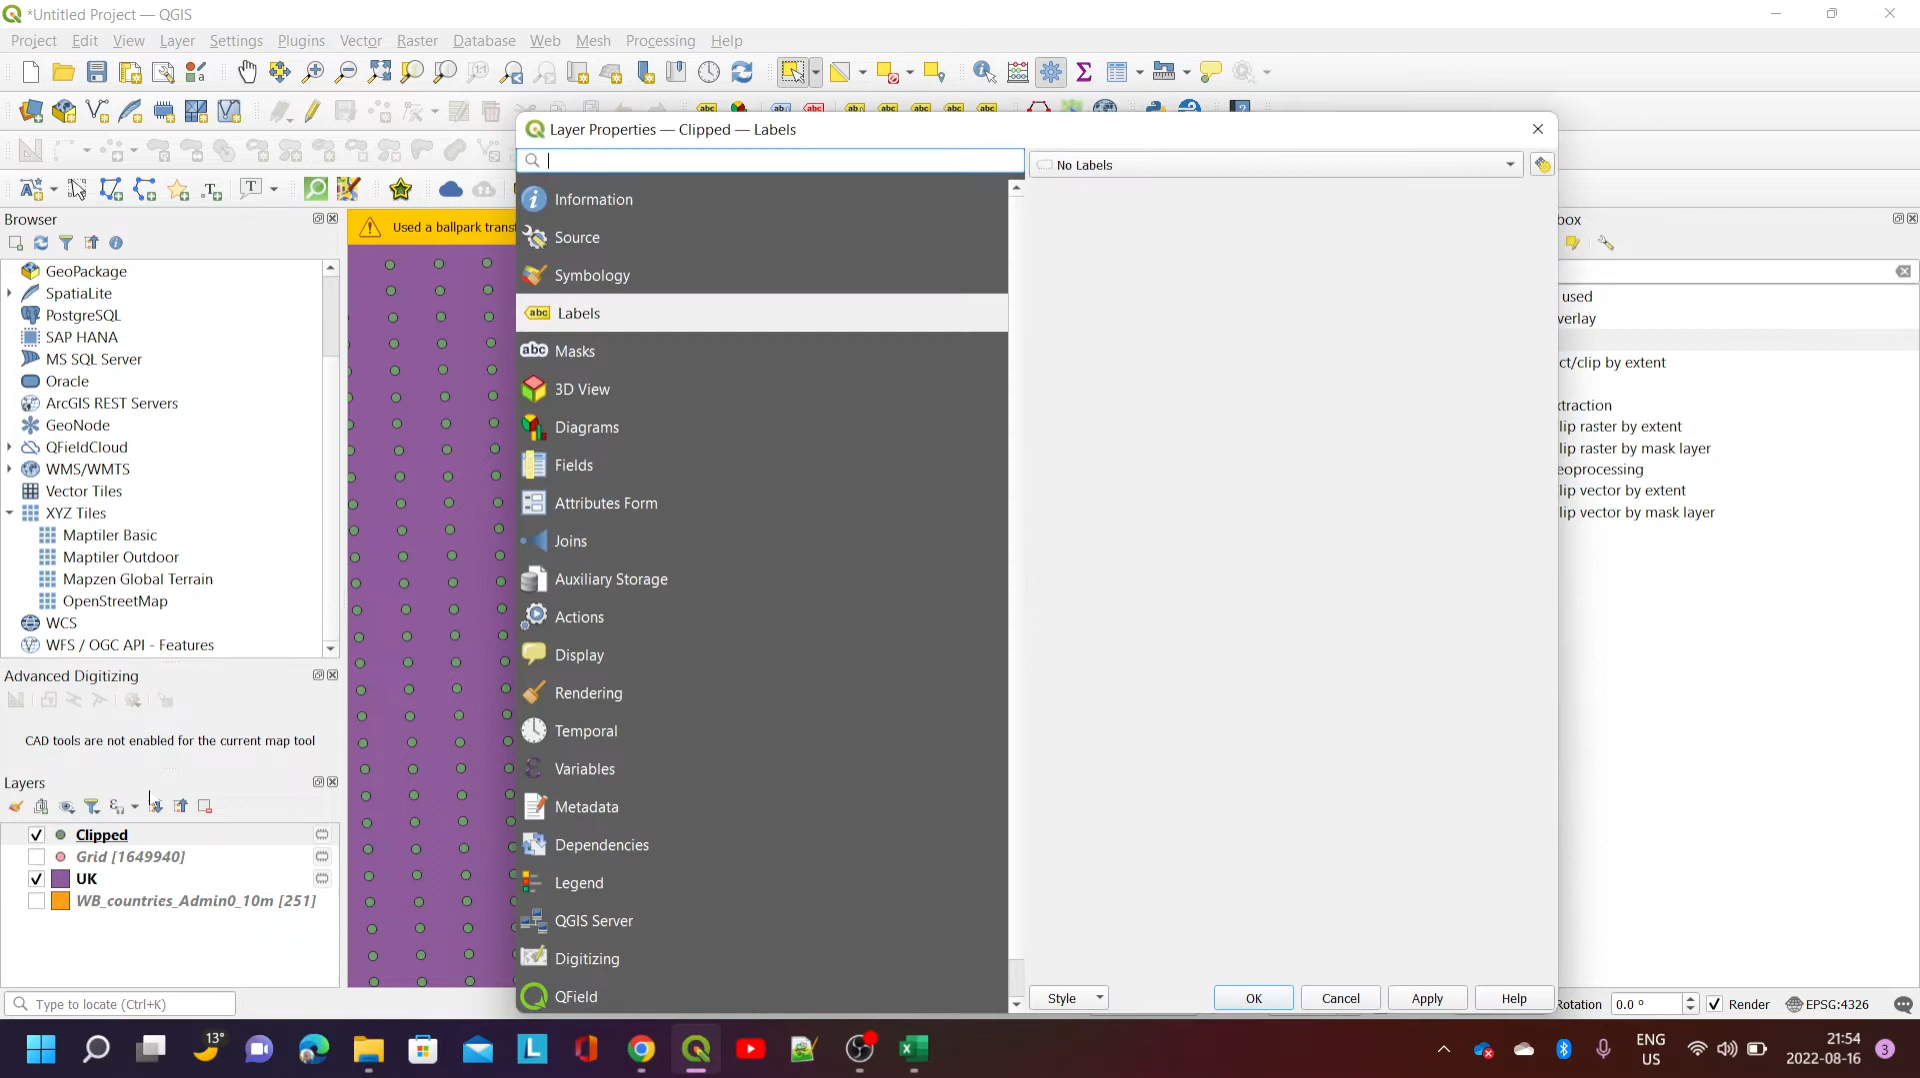 *Untitled Project — QGIS
Project Edit View Layer Settings Plugins Vector Raster Database Web Mesh Processing Help
Layer Properties — Clipped — Labels
No Labels
Browser
GeoPackage
SpatiaLite
PostgreSQL
SAP HANA
MS SQL Server
Oracle
ArcGIS REST Servers
GeoNode
QFieldCloud
WMS/WMTS
Vector Tiles
XYZ Tiles
Maptiler Basic
Maptiler Outdoor
Mapzen Global Terrain
OpenStreetMap
WCS
WFS / OGC API - Features
Advanced Digitizing
CAD tools are not enabled for the current map tool
Layers
Clipped
Grid [1649940]
UK
WB_countries_Admin0_10m [251]
Type to locate (Ctrl+K)
Used a ballpark transf
Information
Source
Symbology
abc Labels
abc Masks
3D View
Diagrams
Fields
Attributes Form
Joins
Auxiliary Storage
Actions
Display
Rendering
Temporal
Variables
Metadata
Dependencies
Legend
QGIS Server
Digitizing
QField
Style OK Cancel Apply Help
box
used
verlay
ct/clip by extent
xtraction
lip raster by extent
lip raster by mask layer
eoprocessing
lip vector by extent
lip vector by mask layer
otation 0.0 ° Render EPSG:4326
13°
ENG
US
21:54
2022-08-16
3